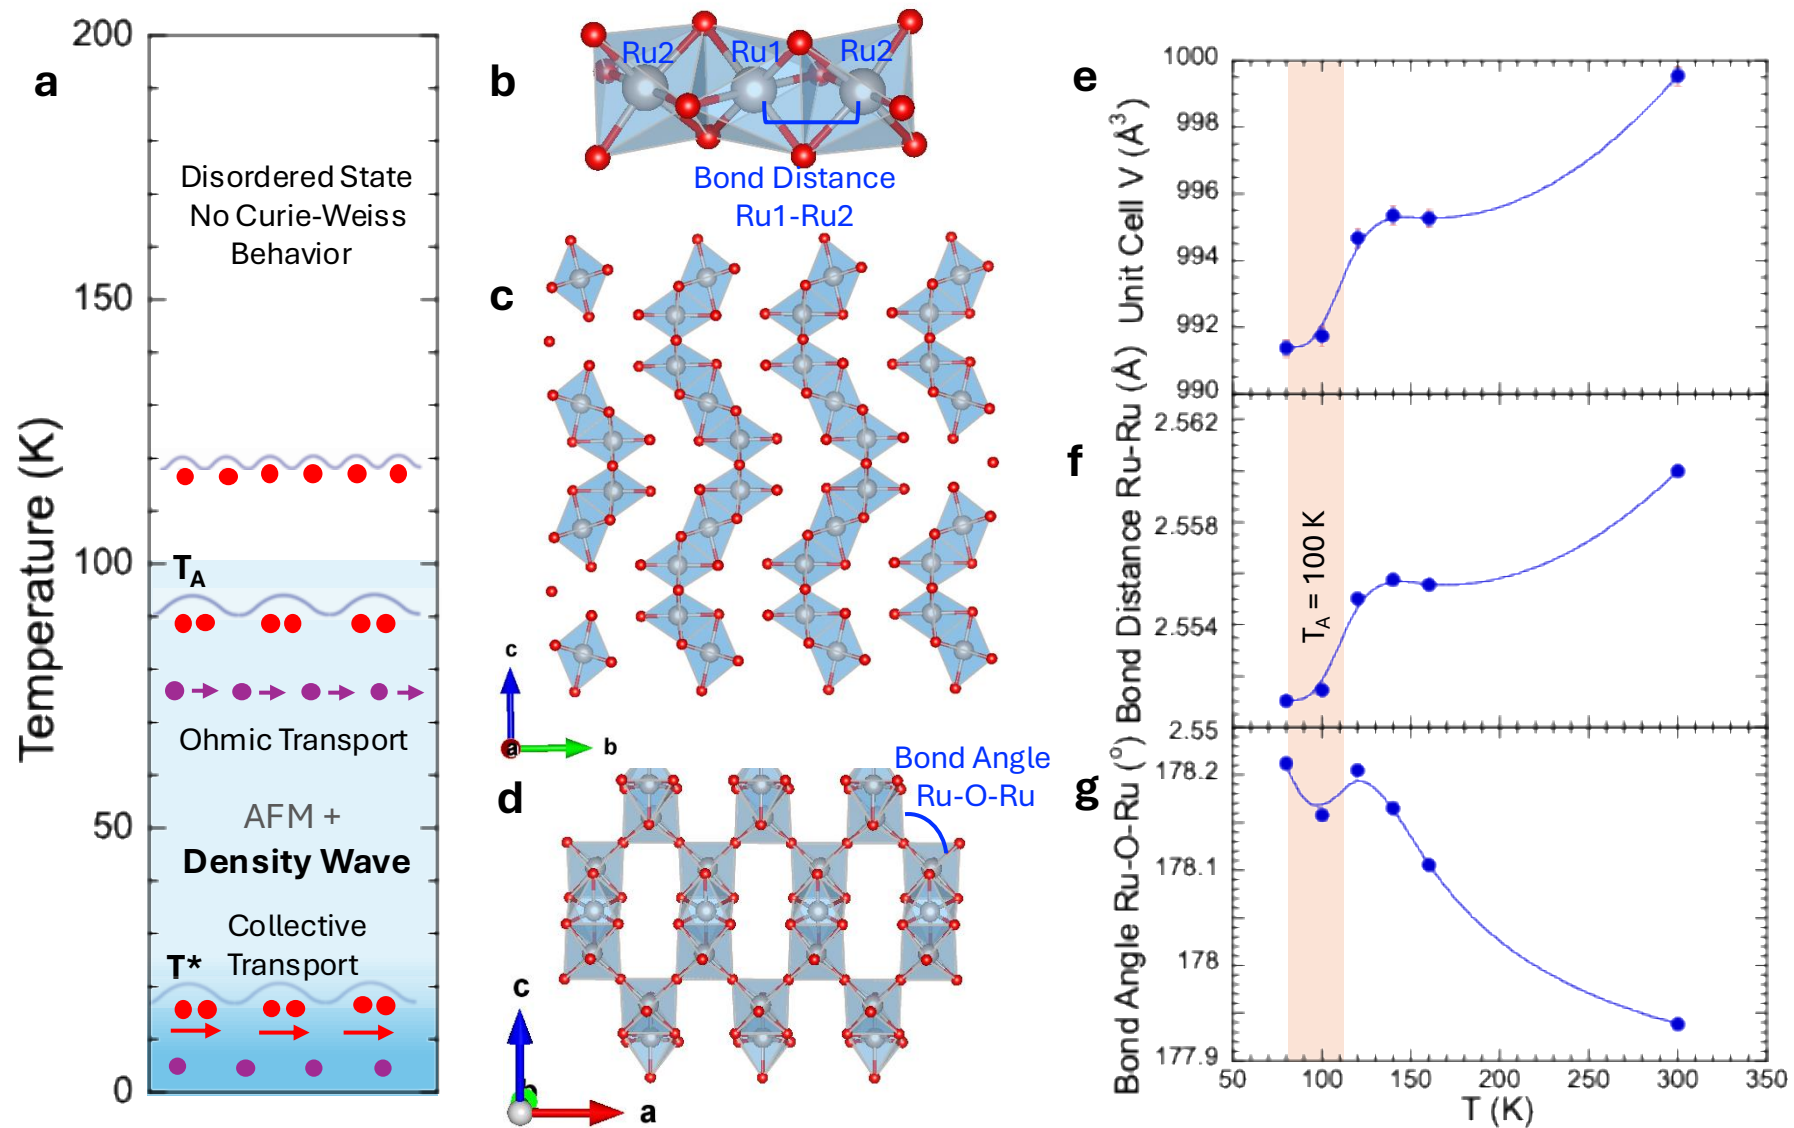 a
Temperature (K)
200
150
100
50
0
Disordered State
No Curie-Weiss
Behavior
T_A
Ohmic Transport
AFM +
Density Wave
Collective
Transport
T*
b
Ru2
Ru1
Ru2
Bond Distance
Ru1-Ru2
c
c
a
b
d
Bond Angle
Ru-O-Ru
c
b
a
e
Unit Cell V (Å³)
1000
998
996
994
992
990
f
Bond Distance Ru-Ru (Å)
2.562
2.558
2.554
2.55
T_A = 100 K
g
Bond Angle Ru-O-Ru (°)
178.2
178.1
178
177.9
50
100
150
200
250
300
350
T (K)